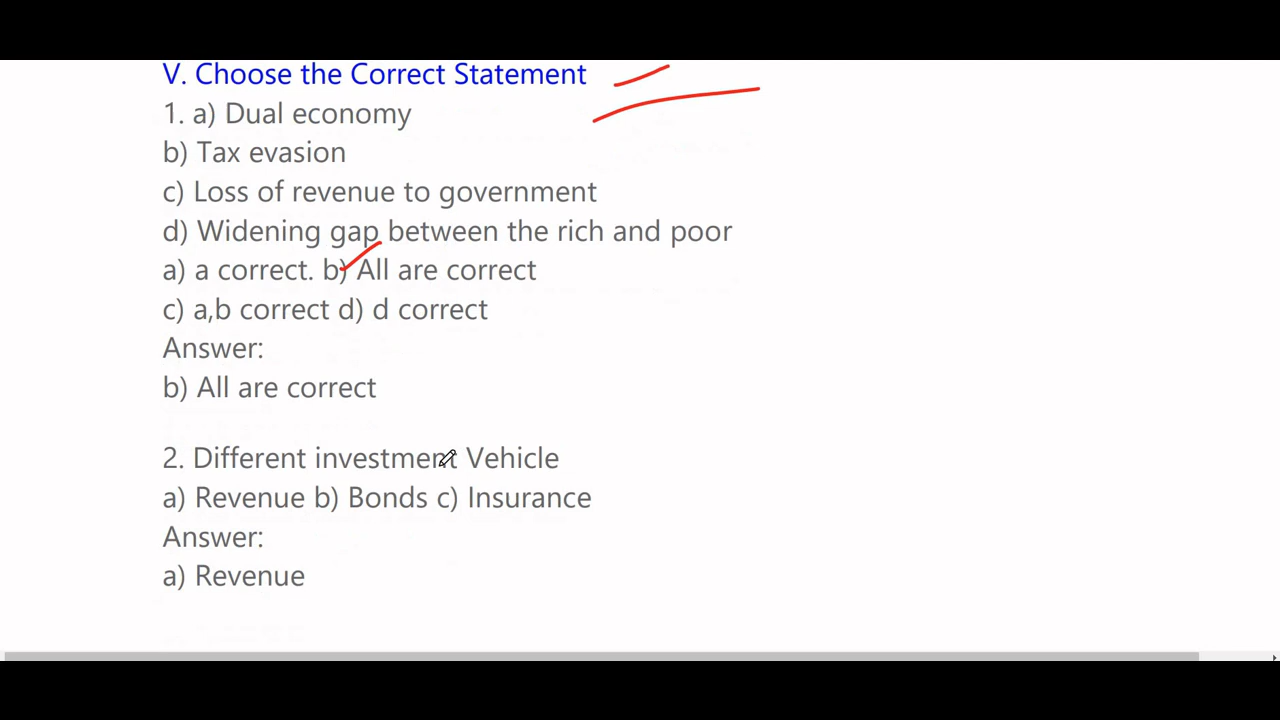 V. Choose the Correct Statement
1. a) Dual economy
b) Tax evasion
c) Loss of revenue to government
d) Widening gap between the rich and poor
a) a correct. b) All are correct
c) a,b correct d) d correct
Answer:
b) All are correct
2. Different investment Vehicle
a) Revenue b) Bonds c) Insurance
Answer:
a) Revenue